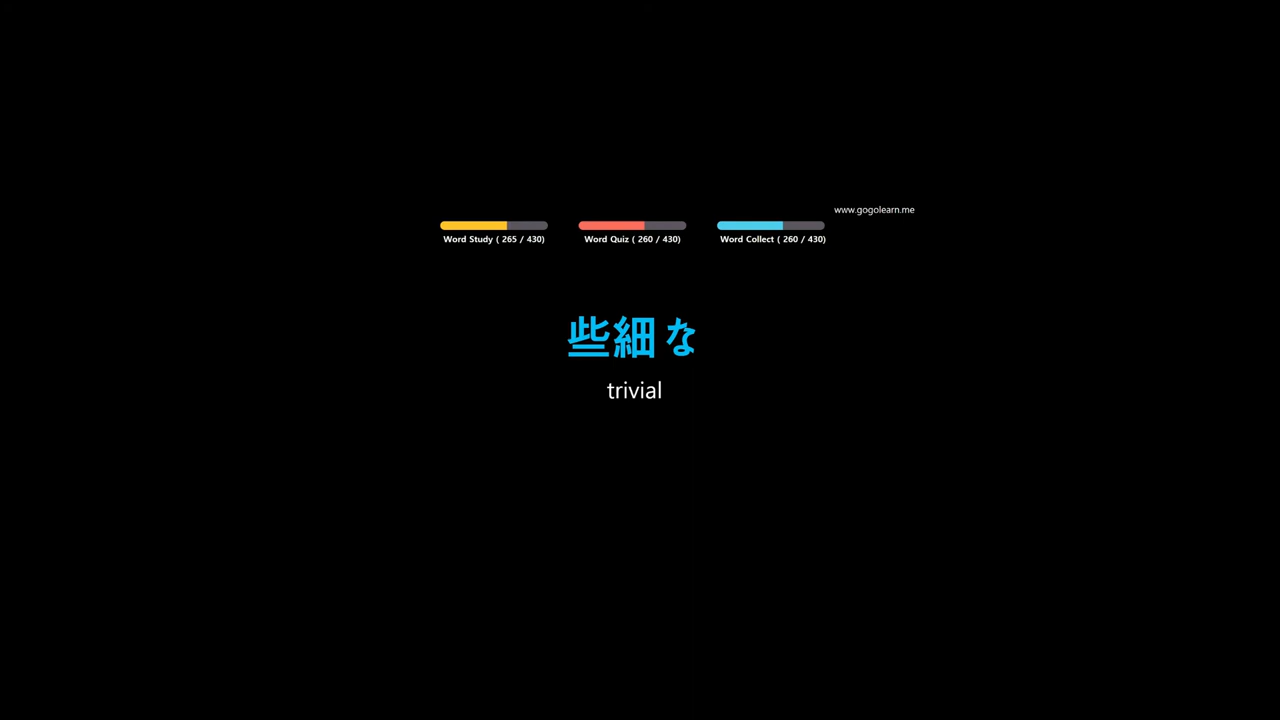 www.gogolearn.me
Word Study ( 265 / 430)
Word Quiz ( 260 / 430)
Word Collect ( 260 / 430)
些細な
trivial